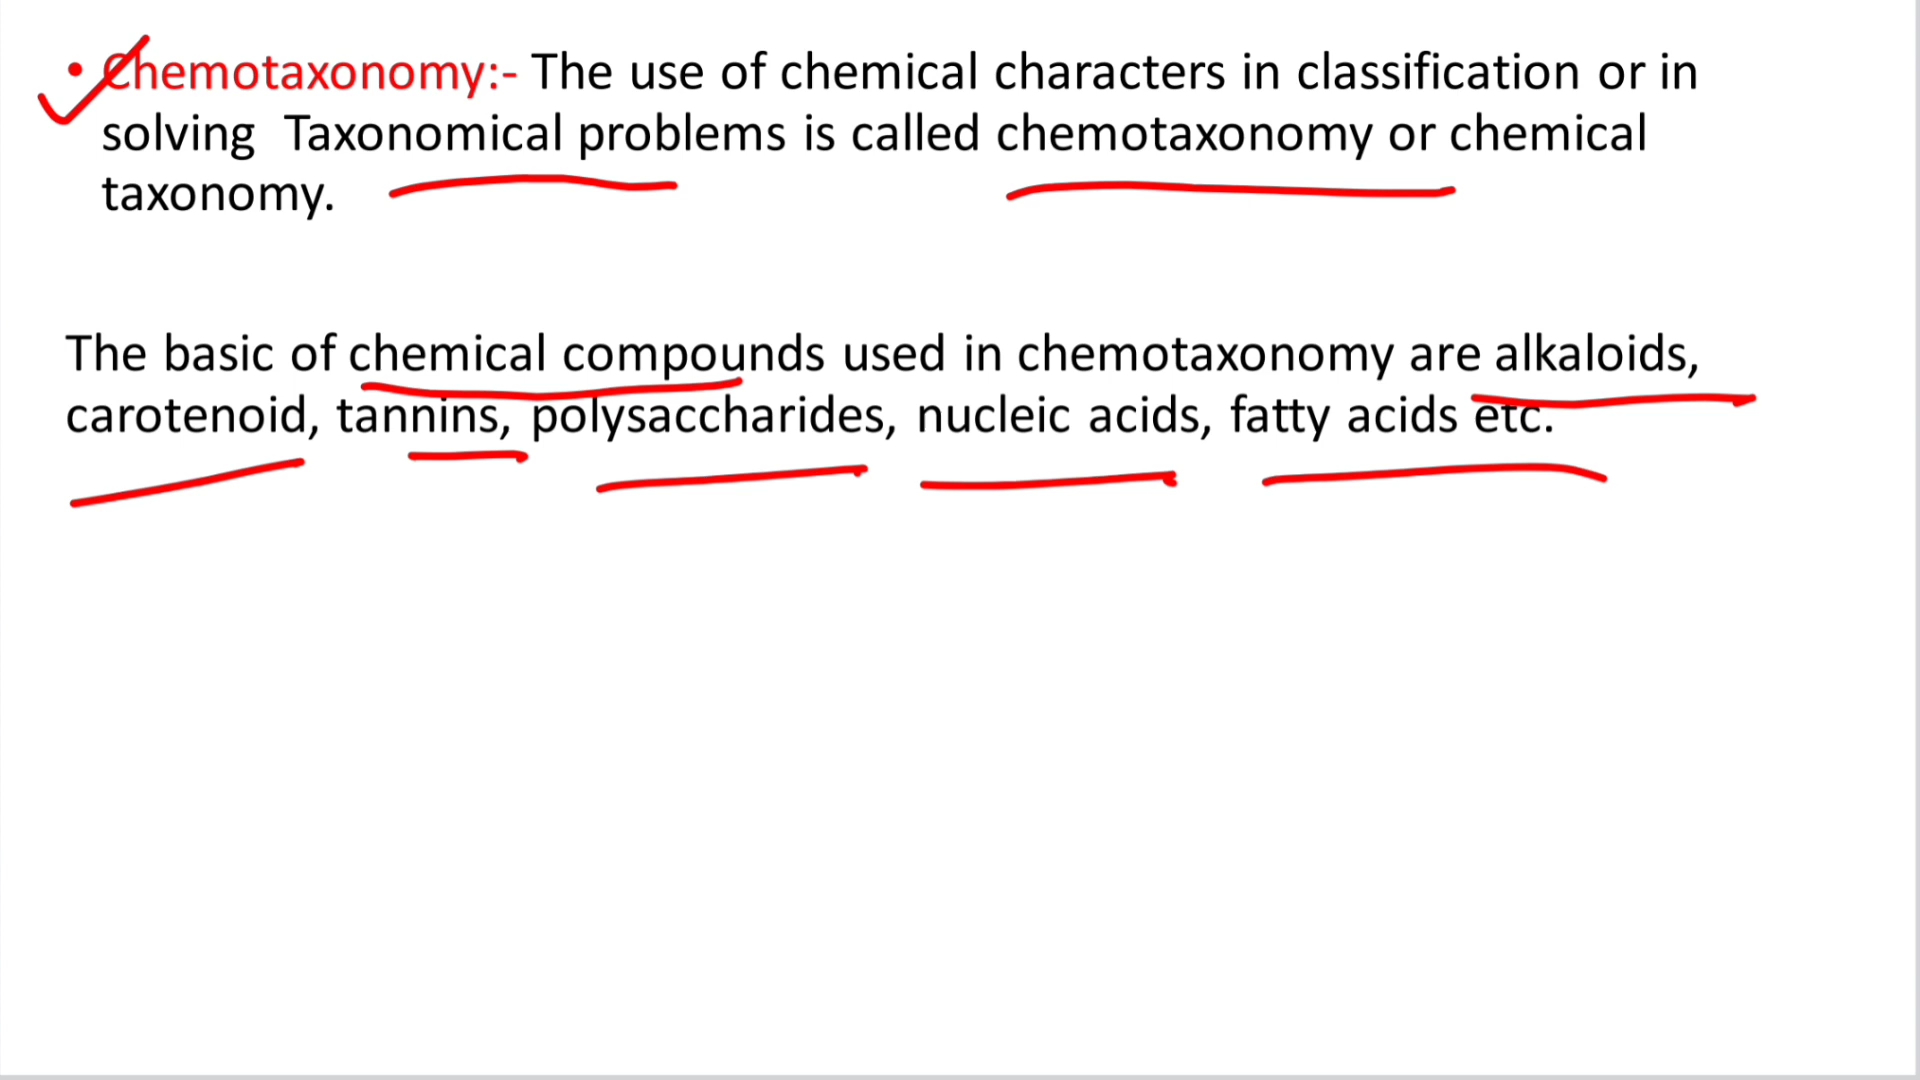 • Chemotaxonomy:- The use of chemical characters in classification or in
solving Taxonomical problems is called chemotaxonomy or chemical
taxonomy.
The basic of chemical compounds used in chemotaxonomy are alkaloids,
carotenoid, tannins, polysaccharides, nucleic acids, fatty acids etc.